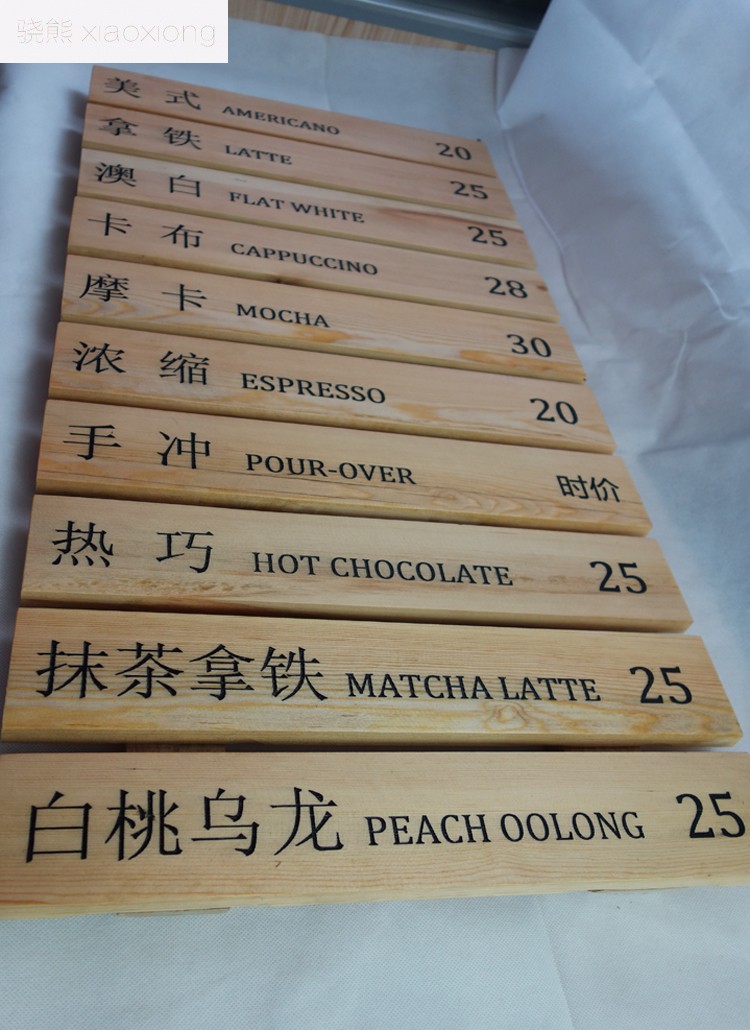 骁熊 xiaoxiong
美式 AMERICANO 20
拿铁 LATTE 25
澳白 FLAT WHITE 25
卡布 CAPPUCCINO 28
摩卡 MOCHA 30
浓缩 ESPRESSO 20
手冲 POUR-OVER 时价
热巧 HOT CHOCOLATE 25
抹茶拿铁 MATCHA LATTE 25
白桃乌龙 PEACH OOLONG 25